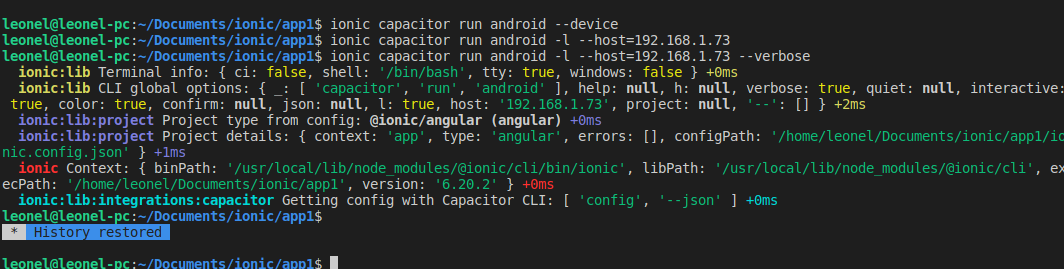 leonel@leonel-pc:~/Documents/ionic/app1$ ionic capacitor run android --device
leonel@leonel-pc:~/Documents/ionic/app1$ ionic capacitor run android -l --host=192.168.1.73
leonel@leonel-pc:~/Documents/ionic/app1$ ionic capacitor run android -l --host=192.168.1.73 --verbose
  ionic:lib Terminal info: { ci: false, shell: '/bin/bash', tty: true, windows: false } +0ms
  ionic:lib CLI global options: { _: [ 'capacitor', 'run', 'android' ], help: null, h: null, verbose: true, quiet: null, interactive:
 true, color: true, confirm: null, json: null, l: true, host: '192.168.1.73', project: null, '--': [] } +2ms
  ionic:lib:project Project type from config: @ionic/angular (angular) +0ms
  ionic:lib:project Project details: { context: 'app', type: 'angular', errors: [], configPath: '/home/leonel/Documents/ionic/app1/io
nic.config.json' } +1ms
  ionic Context: { binPath: '/usr/local/lib/node_modules/@ionic/cli/bin/ionic', libPath: '/usr/local/lib/node_modules/@ionic/cli', ex
ecPath: '/home/leonel/Documents/ionic/app1', version: '6.20.2' } +0ms
  ionic:lib:integrations:capacitor Getting config with Capacitor CLI: [ 'config', '--json' ] +0ms
leonel@leonel-pc:~/Documents/ionic/app1$
 *  History restored
leonel@leonel-pc:~/Documents/ionic/app1$